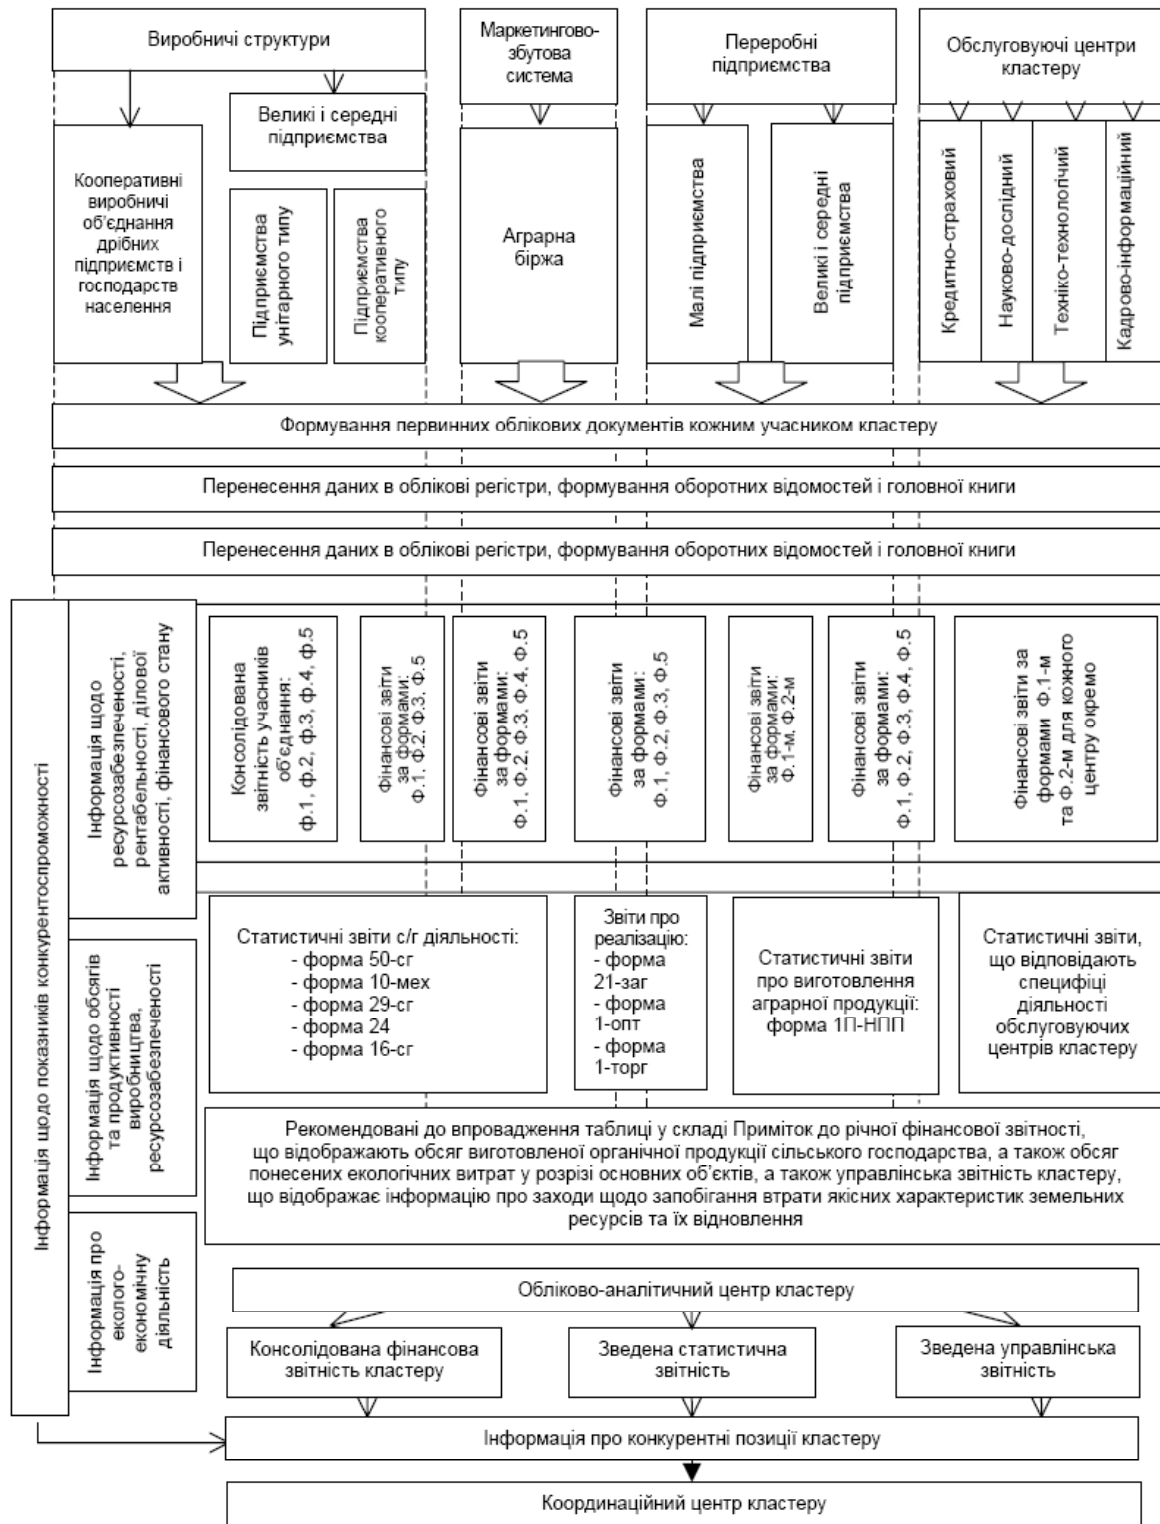 Виробничі структури
Маркетингово-
збутова
система
Переробні
підприємства
Обслуговуючі центри
кластеру
Великі і середні
підприємства
Кооперативні
виробничі
об’єднання
дрібних
підприємств і
господарств
населення
Підприємства
унітарного типу
Підприємства
кооперативного
типу
Аграрна
біржа
Малі підприємства
Великі і середні
підприємства
Кредитно-страховий
Науково-дослідний
Техніко-технологічий
Кадрово-інформаційний
Формування первинних облікових документів кожним учасником кластеру
Перенесення даних в облікові регістри, формування оборотних відомостей і головної книги
Перенесення даних в облікові регістри, формування оборотних відомостей і головної книги
Інформація щодо показників конкурентоспроможності
Інформація щодо
ресурсозабезпеченості,
рентабельності, ділової
активності, фінансового стану
Консолідована
звітність учасників
об’єднання:
ф.1, ф.2, ф.3, ф.4, ф.5
Фінансові звіти
за формами:
Ф.1. Ф.2. Ф.3. Ф.5
Фінансові звіти
за формами:
Ф.1, Ф.2, Ф.3, Ф.4, Ф.5
Фінансові звіти
за формами:
Ф.1, Ф.2, Ф.3, Ф.5
Фінансові звіти
за формами:
Ф.1-м. Ф.2-м
Фінансові звіти
за формами:
Ф.1, Ф.2, Ф.3, Ф.4, Ф.5
Фінансові звіти за
формами Ф.1-м
та Ф.2-м для кожного
центру окремо
Інформація щодо обсягів
та продуктивності
виробництва,
ресурсозабезпеченості
Статистичні звіти с/г діяльності:
- форма 50-сг
- форма 10-мех
- форма 29-сг
- форма 24
- форма 16-сг
Звіти про
реалізацію:
- форма
21-заг
- форма
1-опт
- форма
1-торг
Статистичні звіти
про виготовлення
аграрної продукції:
форма 1П-НПП
Статистичні звіти,
що відповідають
специфіці
діяльності
обслуговуючих
центрів кластеру
Рекомендовані до впровадження таблиці у складі Приміток до річної фінансової звітності,
що відображають обсяг виготовленої органічної продукції сільського господарства, а також обсяг
понесених екологічних витрат у розрізі основних об’єктів, а також управлінська звітність кластеру,
що відображає інформацію про заходи щодо запобігання втрати якісних характеристик земельних
ресурсів та їх відновлення
Інформація про
еколого-
економічну
діяльність
Обліково-аналітичний центр кластеру
Консолідована фінансова
звітність кластеру
Зведена статистична
звітність
Зведена управлінська
звітність
Інформація про конкурентні позиції кластеру
Координаційний центр кластеру